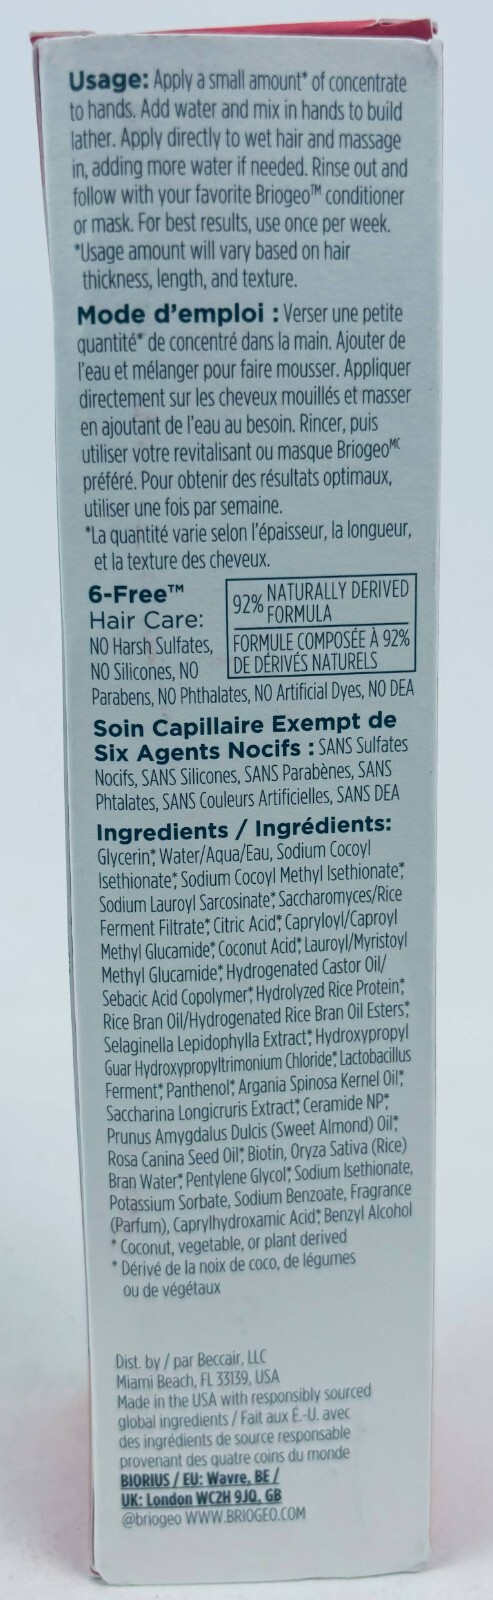 Usage: Apply a small amount* of concentrate
to hands. Add water and mix in hands to build
lather. Apply directly to wet hair and massage
in, adding more water if needed. Rinse out and
follow with your favorite Briogeo™ conditioner
or mask. For best results, use once per week.
*Usage amount will vary based on hair
thickness, length, and texture.
Mode d'emploi : Verser une petite
quantité* de concentré dans la main. Ajouter de
l'eau et mélanger pour faire mousser. Appliquer
directement sur les cheveux mouillés et masser
en ajoutant de l'eau au besoin. Rincer, puis
utiliser votre revitalisant ou masque Briogeo MC
préféré. Pour obtenir des résultats optimaux,
utiliser une fois par semaine.
*La quantité varie selon l'épaisseur, la longueur,
et la texture des cheveux.
6-Free™
Hair Care:
NO Harsh Sulfates,
NO Silicones, NO
Parabens, NO Phthalates, NO Artificial Dyes, NO DEA
92% NATURALLY DERIVED
FORMULA
FORMULE COMPOSÉE À 92%
DE DÉRIVÉS NATURELS
Soin Capillaire Exempt de
Six Agents Nocifs : SANS Sulfates
Nocifs, SANS Silicones, SANS Parabènes, SANS
Phtalates, SANS Couleurs Artificielles, SANS DEA
Ingredients / Ingrédients:
Glycerin*, Water/Aqua/Eau, Sodium Cocoyl
Isethionate*, Sodium Cocoyl Methyl Isethionate*,
Sodium Lauroyl Sarcosinate*, Saccharomyces/Rice
Ferment Filtrate*, Citric Acid*, Capryloyl/Caproyl
Methyl Glucamide*, Coconut Acid*, Lauroyl/Myristoyl
Methyl Glucamide*, Hydrogenated Castor Oil/
Sebacic Acid Copolymer*, Hydrolyzed Rice Protein*,
Rice Bran Oil/Hydrogenated Rice Bran Oil Esters*,
Selaginella Lepidophylla Extract*, Hydroxypropyl
Guar Hydroxypropyltrimonium Chloride*, Lactobacillus
Ferment*, Panthenol*, Argania Spinosa Kernel Oil*,
Saccharina Longicruris Extract*, Ceramide NP*,
Prunus Amygdalus Dulcis (Sweet Almond) Oil*,
Rosa Canina Seed Oil*, Biotin, Oryza Sativa (Rice)
Bran Water*, Pentylene Glycol*, Sodium Isethionate,
Potassium Sorbate, Sodium Benzoate, Fragrance
(Parfum), Caprylhydroxamic Acid*, Benzyl Alcohol
* Coconut, vegetable, or plant derived
* Dérivé de la noix de coco, de légumes
ou de végétaux
Dist. by / par Beccair, LLC
Miami Beach, FL 33139, USA
Made in the USA with responsibly sourced
global ingredients / Fait aux É.-U. avec
des ingrédients de source responsable
provenant des quatre coins du monde
BIORIUS / EU: Wavre, BE /
UK: London WC2H 9JQ, GB
@briogeo WWW.BRIOGEO.COM